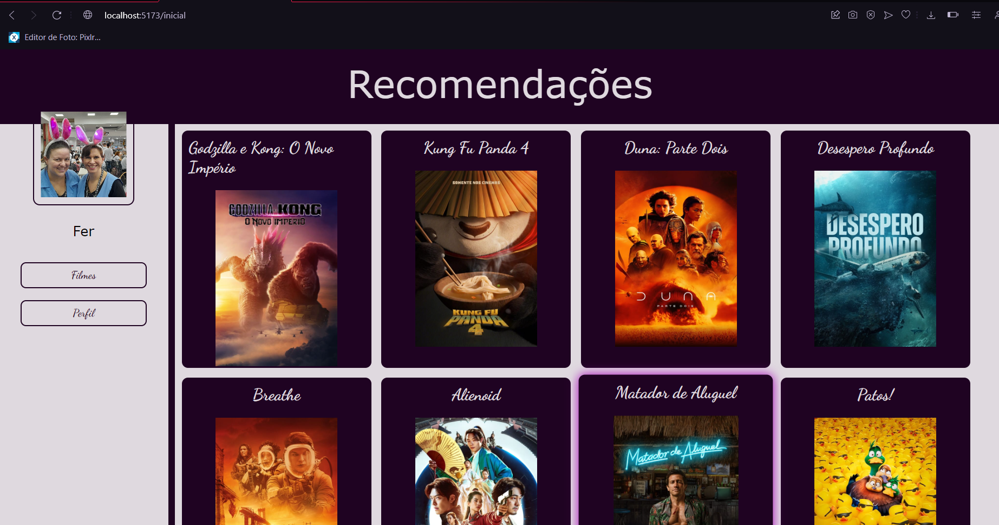 localhost:5173/inicial
Editor de Foto: Pixlr...
Recomendações
Fer
Filmes
Perfil
Godzilla e Kong: O Novo
Império
GODZILLA E KONG
O NOVO IMPÉRIO
Kung Fu Panda 4
SOMENTE NOS CINEMAS
KUNG FU
PANDA
4
Duna: Parte Dois
DUNA
PARTE DOIS
Desespero Profundo
DESESPERO
PROFUNDO
Breathe
Alienoid
Matador de Aluguel
Matador de Aluguel
Patos!